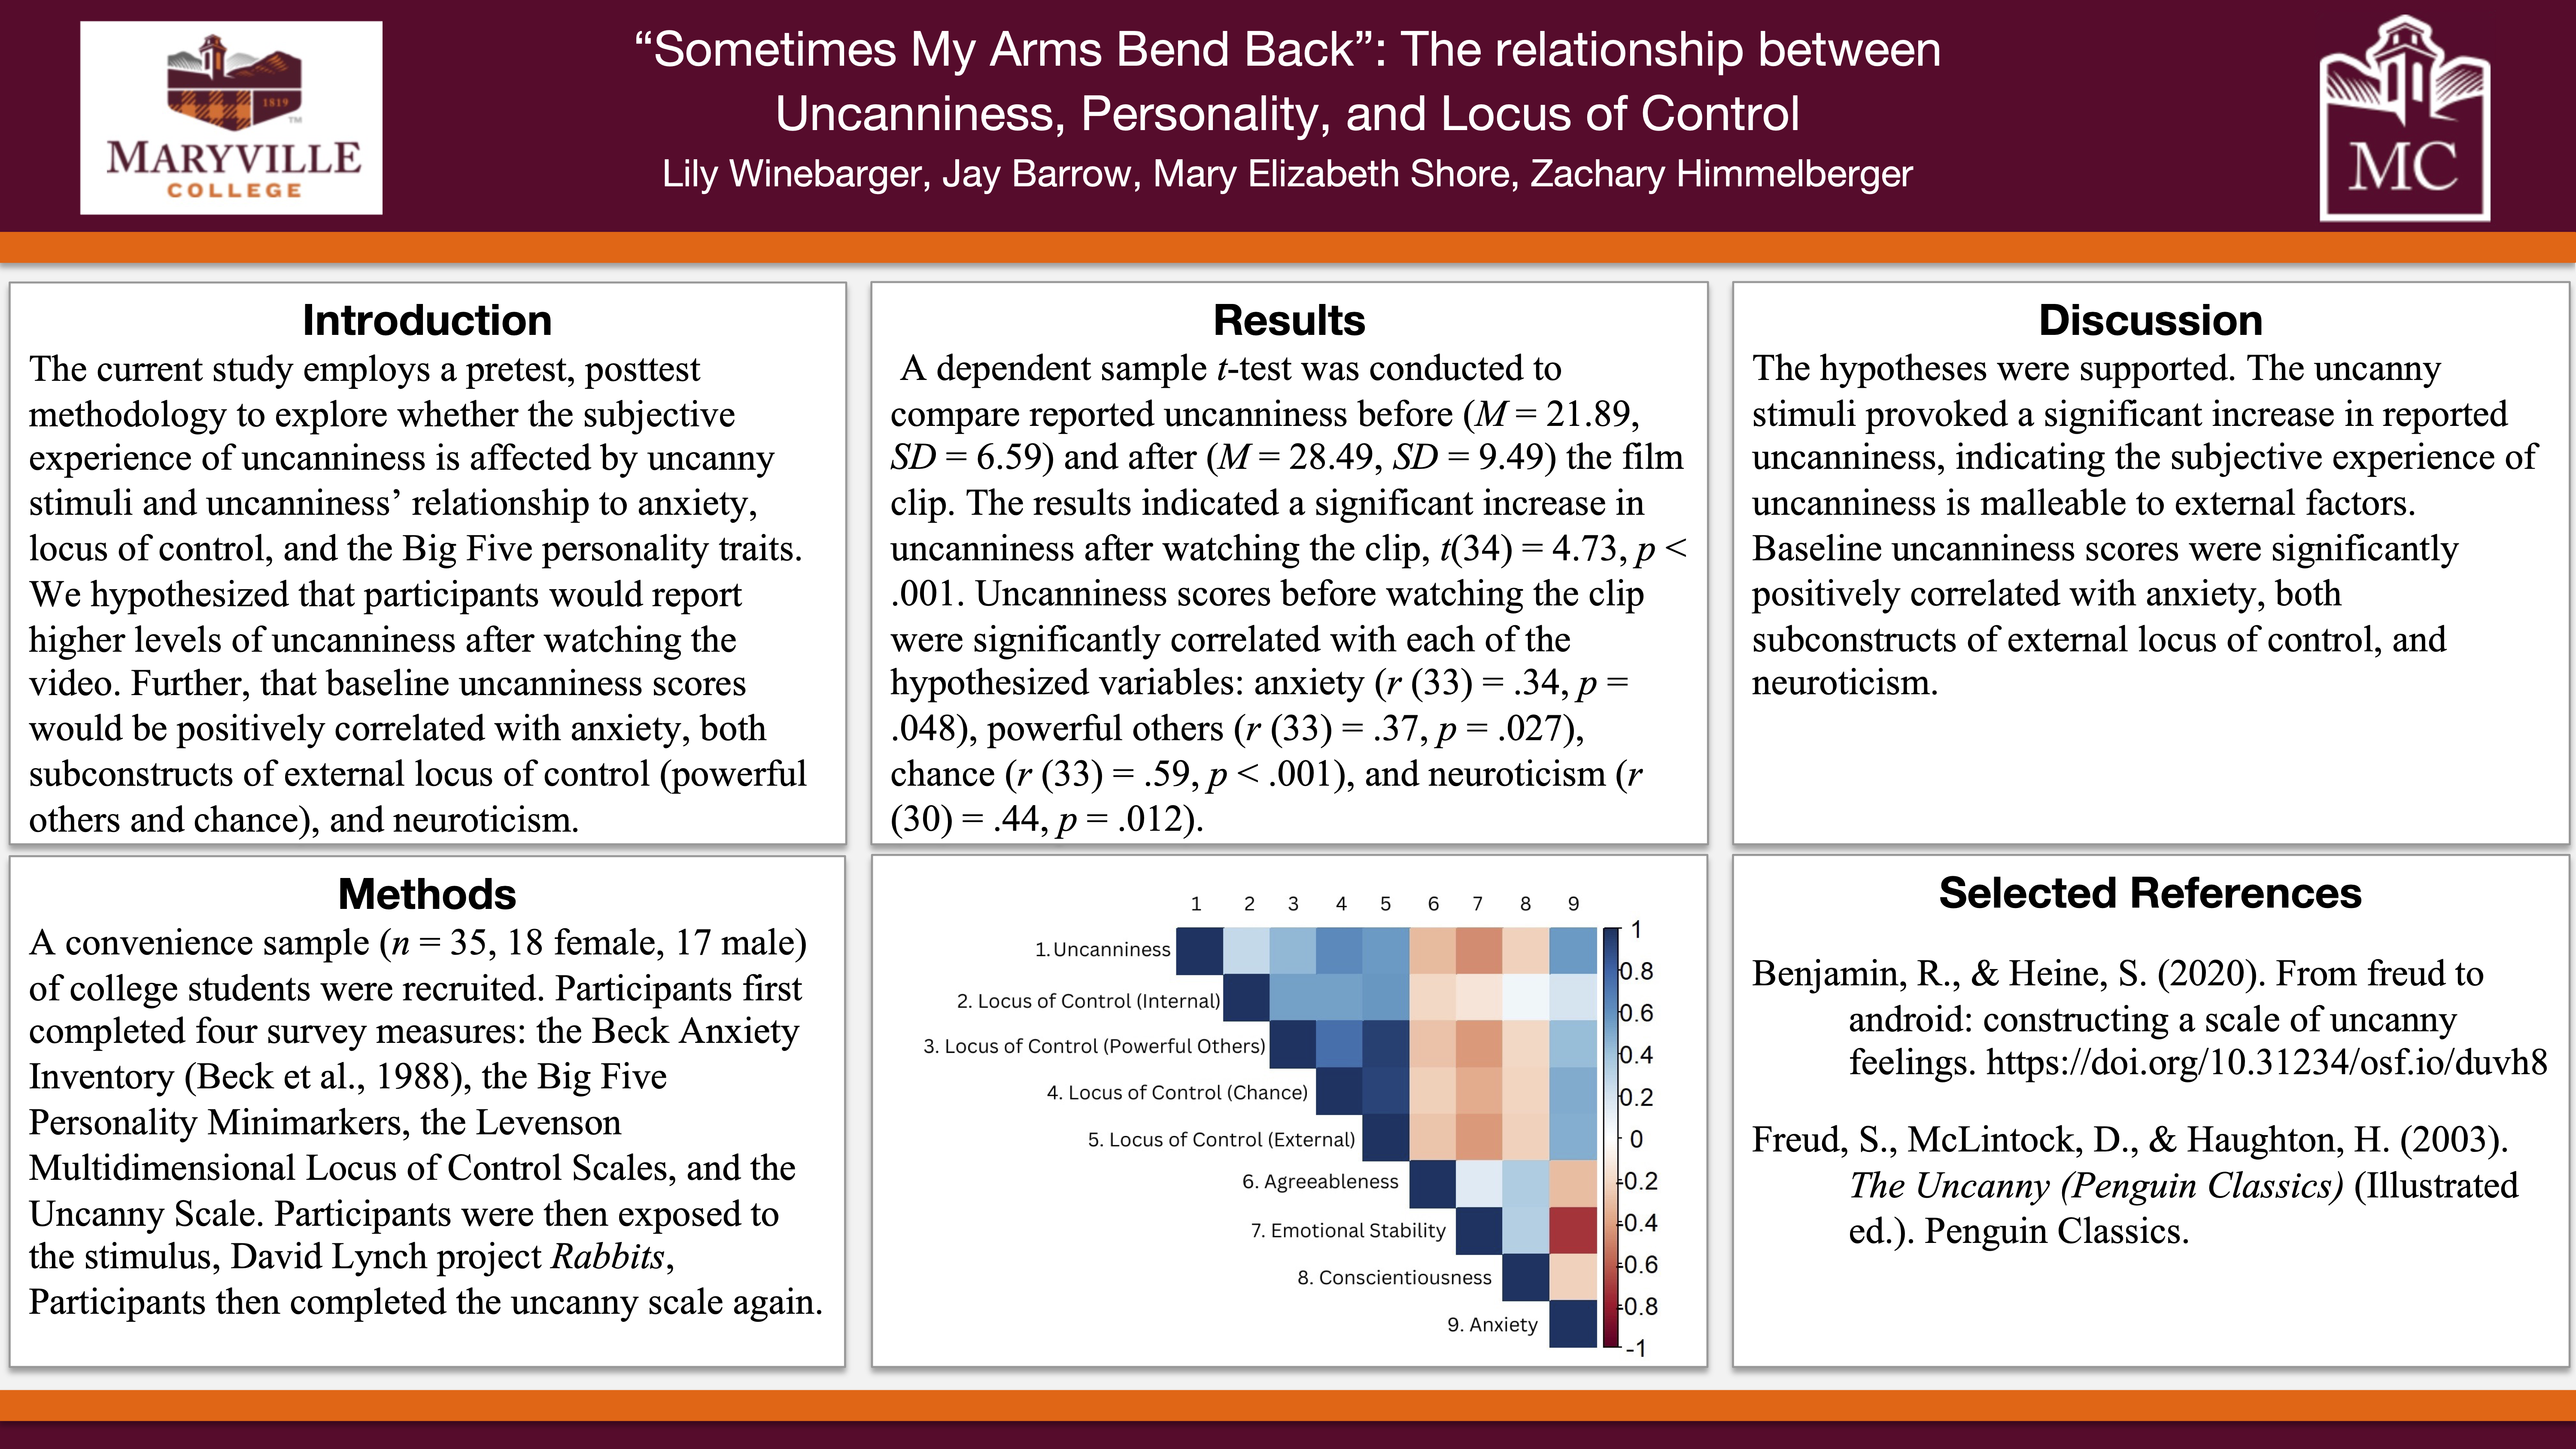 “Sometimes My Arms Bend Back”: The relationship between
Uncanniness, Personality, and Locus of Control
Lily Winebarger, Jay Barrow, Mary Elizabeth Shore, Zachary Himmelberger
1819
TM
MARYVILLE
COLLEGE
MC
Introduction
The current study employs a pretest, posttest
methodology to explore whether the subjective
experience of uncanniness is affected by uncanny
stimuli and uncanniness’ relationship to anxiety,
locus of control, and the Big Five personality traits.
We hypothesized that participants would report
higher levels of uncanniness after watching the
video. Further, that baseline uncanniness scores
would be positively correlated with anxiety, both
subconstructs of external locus of control (powerful
others and chance), and neuroticism.
Methods
A convenience sample (n = 35, 18 female, 17 male)
of college students were recruited. Participants first
completed four survey measures: the Beck Anxiety
Inventory (Beck et al., 1988), the Big Five
Personality Minimarkers, the Levenson
Multidimensional Locus of Control Scales, and the
Uncanny Scale. Participants were then exposed to
the stimulus, David Lynch project Rabbits,
Participants then completed the uncanny scale again.
Results
A dependent sample t-test was conducted to
compare reported uncanniness before (M = 21.89,
SD = 6.59) and after (M = 28.49, SD = 9.49) the film
clip. The results indicated a significant increase in
uncanniness after watching the clip, t(34) = 4.73, p <
.001. Uncanniness scores before watching the clip
were significantly correlated with each of the
hypothesized variables: anxiety (r (33) = .34, p =
.048), powerful others (r (33) = .37, p = .027),
chance (r (33) = .59, p < .001), and neuroticism (r
(30) = .44, p = .012).
1 2 3 4 5 6 7 8 9
1. Uncanniness
2. Locus of Control (Internal)
3. Locus of Control (Powerful Others)
4. Locus of Control (Chance)
5. Locus of Control (External)
6. Agreeableness
7. Emotional Stability
8. Conscientiousness
9. Anxiety
1
0.8
0.6
0.4
0.2
0
-0.2
-0.4
-0.6
-0.8
-1
Discussion
The hypotheses were supported. The uncanny
stimuli provoked a significant increase in reported
uncanniness, indicating the subjective experience of
uncanniness is malleable to external factors.
Baseline uncanniness scores were significantly
positively correlated with anxiety, both
subconstructs of external locus of control, and
neuroticism.
Selected References
Benjamin, R., & Heine, S. (2020). From freud to
android: constructing a scale of uncanny
feelings. https://doi.org/10.31234/osf.io/duvh8
Freud, S., McLintock, D., & Haughton, H. (2003).
The Uncanny (Penguin Classics) (Illustrated
ed.). Penguin Classics.